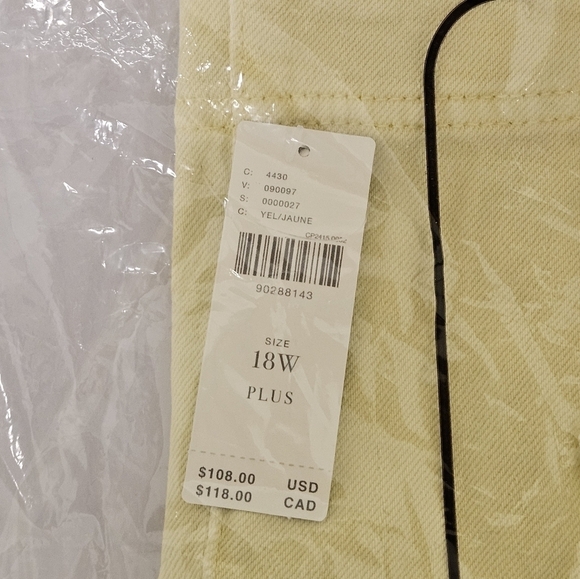 C: 4430
V: 090097
S: 0000027
C: YEL/JAUNE
90288143
SIZE
18W
PLUS
$108.00 USD
$118.00 CAD